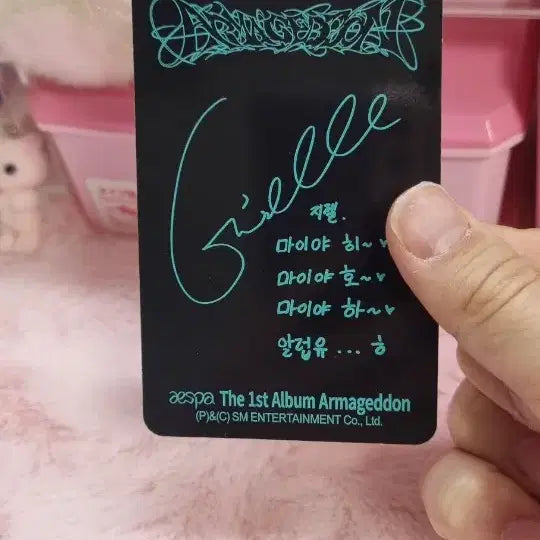 ARMAGEDDON
Giselle
지젤.
마이야 히~♥
마이야 호~♥
마이야 하~♥
알럽유 ... ㅎ
aespa The 1st Album Armageddon
(P)&(C) SM ENTERTAINMENT Co., Ltd.